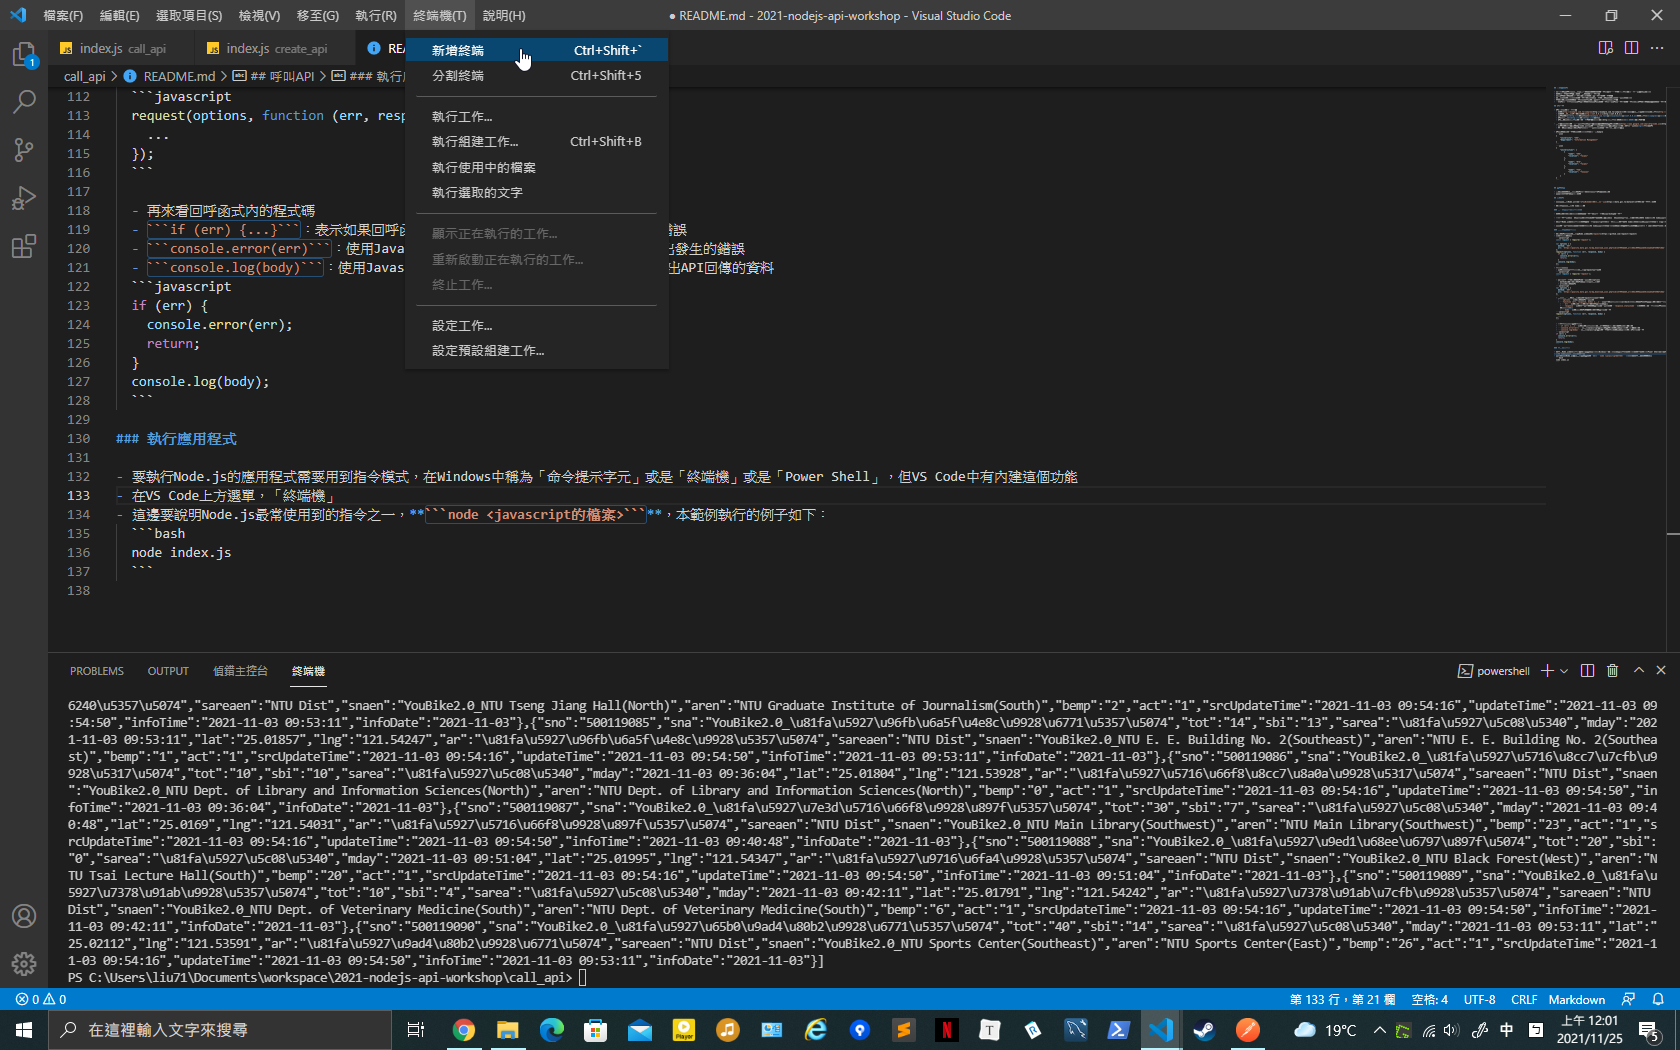 檔案(F) 編輯(E) 選取項目(S) 檢視(V) 移至(G) 執行(R) 終端機(T) 說明(H) ● README.md - 2021-nodejs-api-workshop - Visual Studio Code
index.js call_api index.js create_api RE
call_api > README.md > ## 呼叫API > ### 執行
新增終端 Ctrl+Shift+`
分割終端 Ctrl+Shift+5
執行工作...
執行組建工作... Ctrl+Shift+B
執行使用中的檔案
執行選取的文字
顯示正在執行的工作...
重新啟動正在執行的工作...
終止工作...
設定工作...
設定預設組建工作...
112 ```javascript
113 request(options, function (err, resp
114 ...
115 });
116 ```
117
118 - 再來看回呼函式內的程式碼
119 - ```if (err) {...}```：表示如果回呼 錯誤
120 - ```console.error(err)```：使用Java 出發生的錯誤
121 - ```console.log(body)```：使用Javas 出API回傳的資料
122 ```javascript
123 if (err) {
124 console.error(err);
125 return;
126 }
127 console.log(body);
128 ```
129
130 ### 執行應用程式
131
132 - 要執行Node.js的應用程式需要用到指令模式，在Windows中稱為「命令提示字元」或是「終端機」或是「Power Shell」，但VS Code中有內建這個功能
133 - 在VS Code上方選單，「終端機」
134 - 這邊要說明Node.js最常使用到的指令之一，**```node <javascript的檔案>```**，本範例執行的例子如下：
135 ```bash
136 node index.js
137 ```
138
PROBLEMS OUTPUT 偵錯主控台 終端機 powershell
6240\u5357\u5074","sareaen":"NTU Dist","snaen":"YouBike2.0_NTU Tseng Jiang Hall(North)","aren":"NTU Graduate Institute of Journalism(South)","bemp":"2","act":"1","srcUpdateTime":"2021-11-03 09:54:16","updateTime":"2021-11-03 09
:54:50","infoTime":"2021-11-03 09:53:11","infoDate":"2021-11-03"},{"sno":"500119085","sna":"YouBike2.0_\u81fa\u5927\u96fb\u6a5f\u4e8c\u9928\u6771\u5357\u5074","tot":"14","sbi":"13","sarea":"\u81fa\u5927\u5c08\u5340","mday":"202
1-11-03 09:53:11","lat":"25.01857","lng":"121.54247","ar":"\u81fa\u5927\u96fb\u6a5f\u4e8c\u9928\u5357\u5074","sareaen":"NTU Dist","snaen":"YouBike2.0_NTU E. E. Building No. 2(Southeast)","aren":"NTU E. E. Building No. 2(Southea
st)","bemp":"1","act":"1","srcUpdateTime":"2021-11-03 09:54:16","updateTime":"2021-11-03 09:54:50","infoTime":"2021-11-03 09:53:11","infoDate":"2021-11-03"},{"sno":"500119086","sna":"YouBike2.0_\u81fa\u5927\u5716\u8cc7\u7cfb\u9
928\u5317\u5074","tot":"10","sbi":"10","sarea":"\u81fa\u5927\u5c08\u5340","mday":"2021-11-03 09:36:04","lat":"25.01804","lng":"121.53928","ar":"\u81fa\u5927\u5716\u66f8\u8cc7\u8a0a\u9928\u5317\u5074","sareaen":"NTU Dist","snaen
":"YouBike2.0_NTU Dept. of Library and Information Sciences(North)","aren":"NTU Dept. of Library and Information Sciences(North)","bemp":"0","act":"1","srcUpdateTime":"2021-11-03 09:54:16","updateTime":"2021-11-03 09:54:50","in
foTime":"2021-11-03 09:36:04","infoDate":"2021-11-03"},{"sno":"500119087","sna":"YouBike2.0_\u81fa\u5927\u7e3d\u5716\u66f8\u9928\u897f\u5357\u5074","tot":"30","sbi":"7","sarea":"\u81fa\u5927\u5c08\u5340","mday":"2021-11-03 09:4
0:48","lat":"25.0169","lng":"121.54031","ar":"\u81fa\u5927\u5716\u66f8\u9928\u897f\u5357\u5074","sareaen":"NTU Dist","snaen":"YouBike2.0_NTU Main Library(Southwest)","aren":"NTU Main Library(Southwest)","bemp":"23","act":"1","s
rcUpdateTime":"2021-11-03 09:54:16","updateTime":"2021-11-03 09:54:50","infoTime":"2021-11-03 09:40:48","infoDate":"2021-11-03"},{"sno":"500119088","sna":"YouBike2.0_\u81fa\u5927\u9ed1\u68ee\u6797\u897f\u5074","tot":"20","sbi":
"0","sarea":"\u81fa\u5927\u5c08\u5340","mday":"2021-11-03 09:51:04","lat":"25.01995","lng":"121.54347","ar":"\u81fa\u5927\u9716\u6fa4\u9928\u5357\u5074","sareaen":"NTU Dist","snaen":"YouBike2.0_NTU Black Forest(West)","aren":"N
TU Tsai Lecture Hall(South)","bemp":"20","act":"1","srcUpdateTime":"2021-11-03 09:54:16","updateTime":"2021-11-03 09:54:50","infoTime":"2021-11-03 09:51:04","infoDate":"2021-11-03"},{"sno":"500119089","sna":"YouBike2.0_\u81fa\u
5927\u7378\u91ab\u9928\u5357\u5074","tot":"10","sbi":"4","sarea":"\u81fa\u5927\u5c08\u5340","mday":"2021-11-03 09:42:11","lat":"25.01791","lng":"121.54242","ar":"\u81fa\u5927\u7378\u91ab\u7cfb\u9928\u5357\u5074","sareaen":"NTU
Dist","snaen":"YouBike2.0_NTU Dept. of Veterinary Medicine(South)","aren":"NTU Dept. of Veterinary Medicine(South)","bemp":"6","act":"1","srcUpdateTime":"2021-11-03 09:54:16","updateTime":"2021-11-03 09:54:50","infoTime":"2021-
11-03 09:42:11","infoDate":"2021-11-03"},{"sno":"500119090","sna":"YouBike2.0_\u81fa\u5927\u65b0\u9ad4\u80b2\u9928\u6771\u5357\u5074","tot":"40","sbi":"14","sarea":"\u81fa\u5927\u5c08\u5340","mday":"2021-11-03 09:53:11","lat":"
25.02112","lng":"121.53591","ar":"\u81fa\u5927\u9ad4\u80b2\u9928\u6771\u5074","sareaen":"NTU Dist","snaen":"YouBike2.0_NTU Sports Center(Southeast)","aren":"NTU Sports Center(East)","bemp":"26","act":"1","srcUpdateTime":"2021-1
1-03 09:54:16","updateTime":"2021-11-03 09:54:50","infoTime":"2021-11-03 09:53:11","infoDate":"2021-11-03"}]
PS C:\Users\liu71\Documents\workspace\2021-nodejs-api-workshop\call_api>
0 0 第 133 行，第 21 欄 空格: 4 UTF-8 CRLF Markdown
在這裡輸入文字來搜尋 19°C 中 上午 12:01
2021/11/25 5